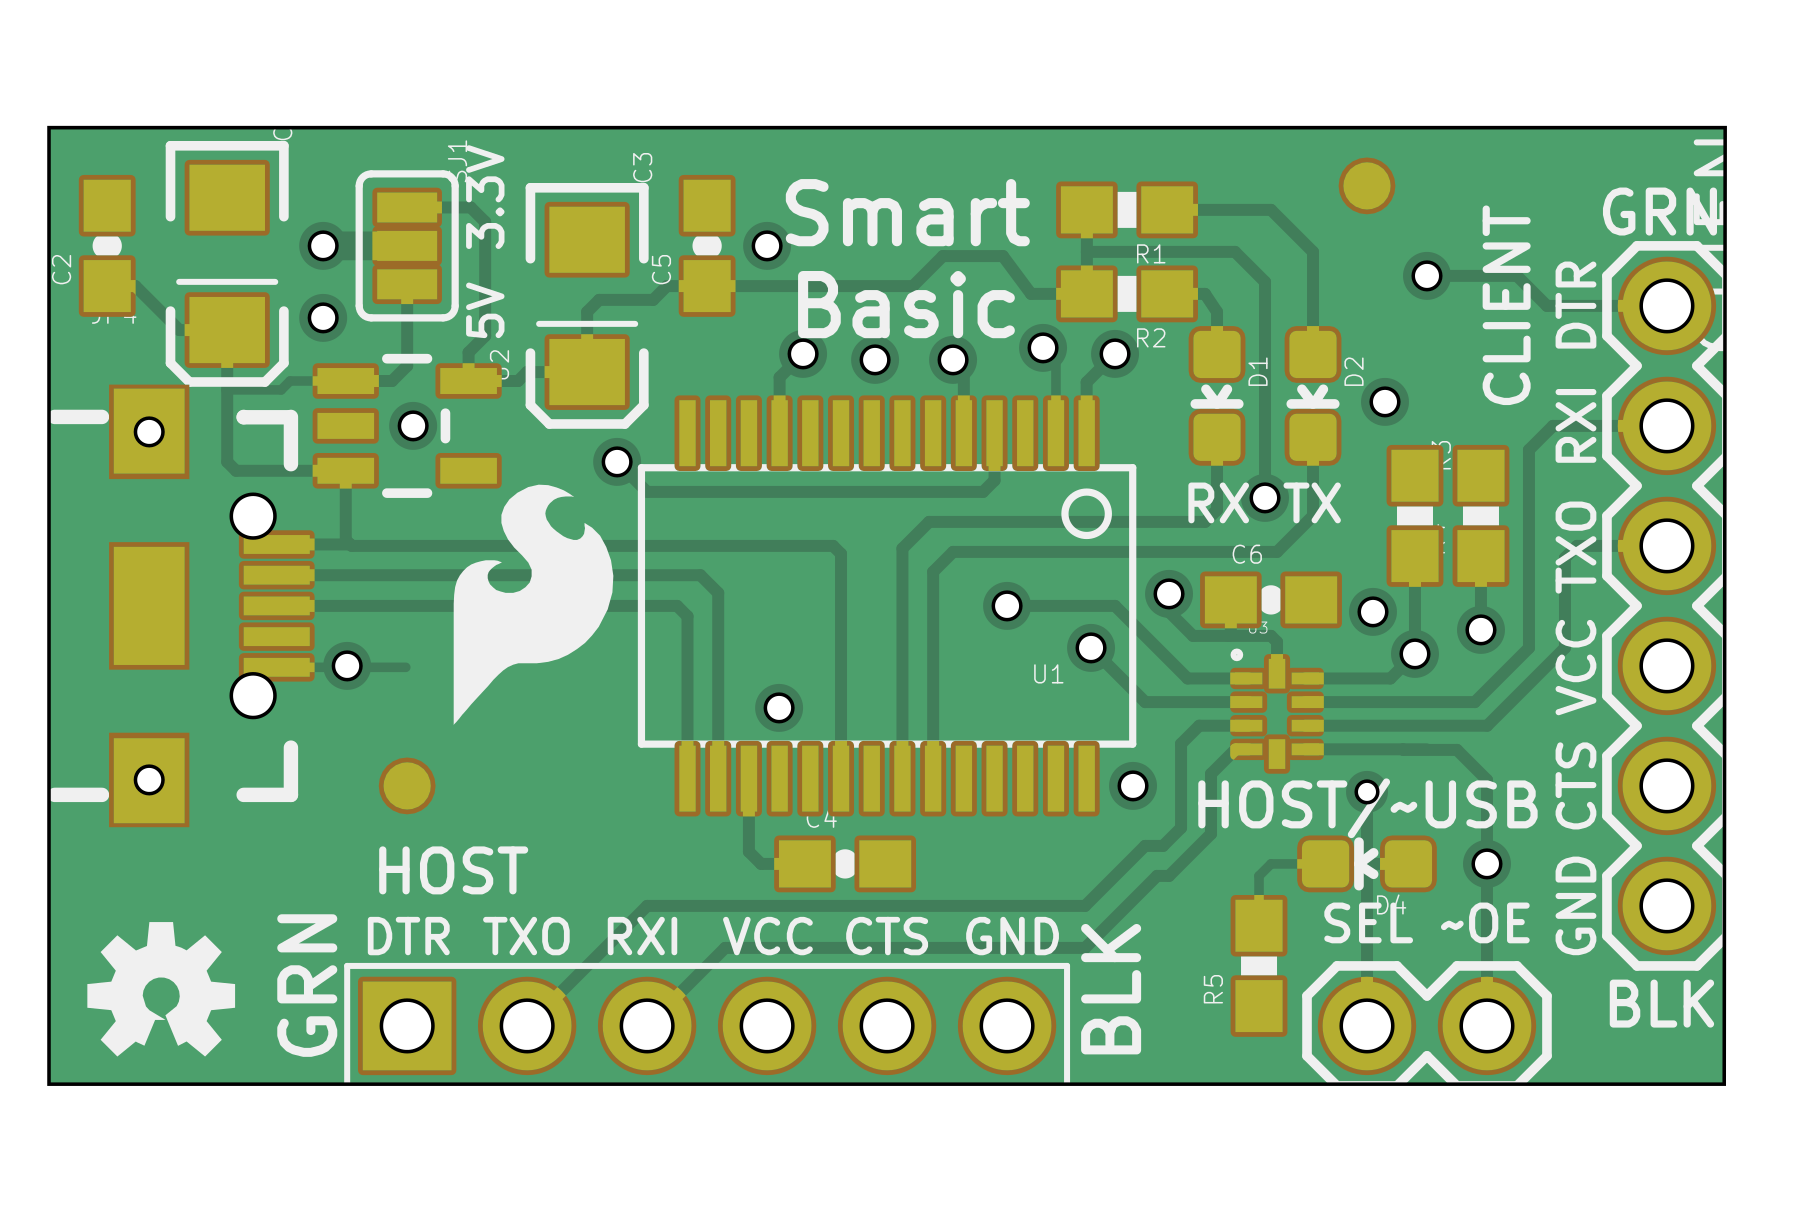 Smart
Basic
C3
C5
C2
5V 3.3V
R1
R2
D1
D2
CLIENT
GRN
DTR
RXI
TXO
VCC
CTS
GND
BLK
RX TX
C6
U1
C4
HOST/~USB
D4
SEL ~OE
R5
HOST
DTR TXO RXI VCC CTS GND
GRN
BLK